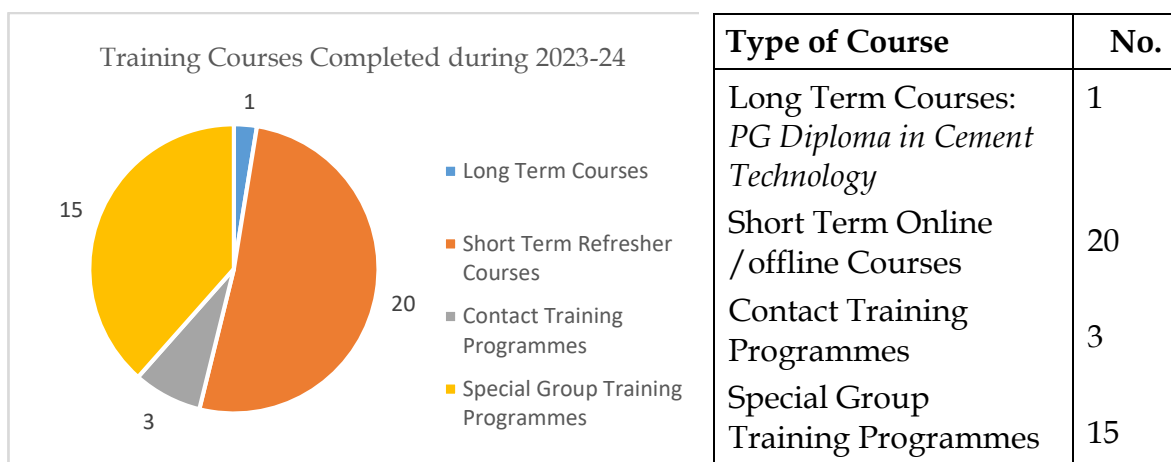 Training Courses Completed during 2023-24
1
15
20
3
Long Term Courses
Short Term Refresher
Courses
Contact Training
Programmes
Special Group Training
Programmes
Type of Course No.
Long Term Courses: 1
PG Diploma in Cement
Technology
Short Term Online
/offline Courses 20
Contact Training
Programmes 3
Special Group
Training Programmes 15